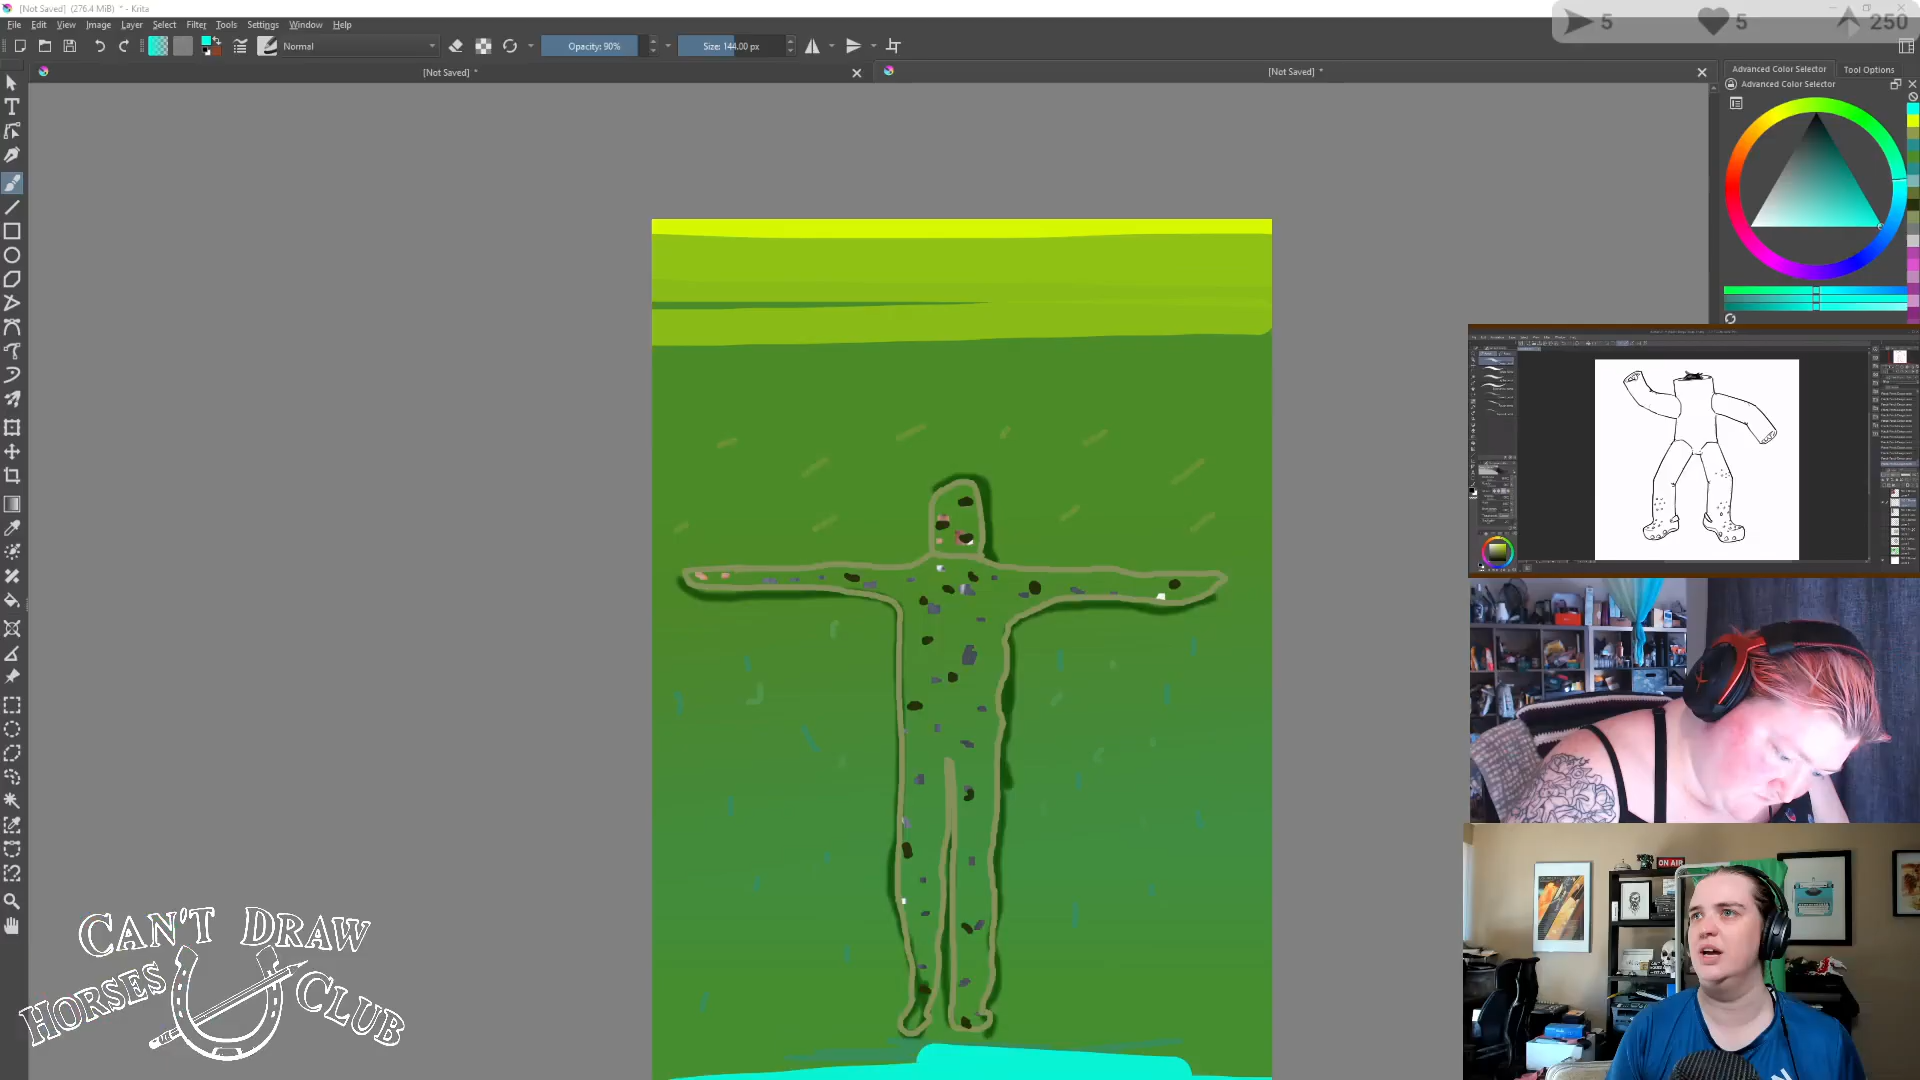 [Not Saved] (276.4 MiB) * - Krita
File Edit View Image Layer Filter Tools Settings Window Help
Normal
Opacity: 90%
Size: 144.00 px
5
5
250
[Not Saved] *
[Not Saved] *
Advanced Color Selector
Tool Options
Advanced Color Selector
ON AIR
CAN'T DRAW
HORSES CLUB